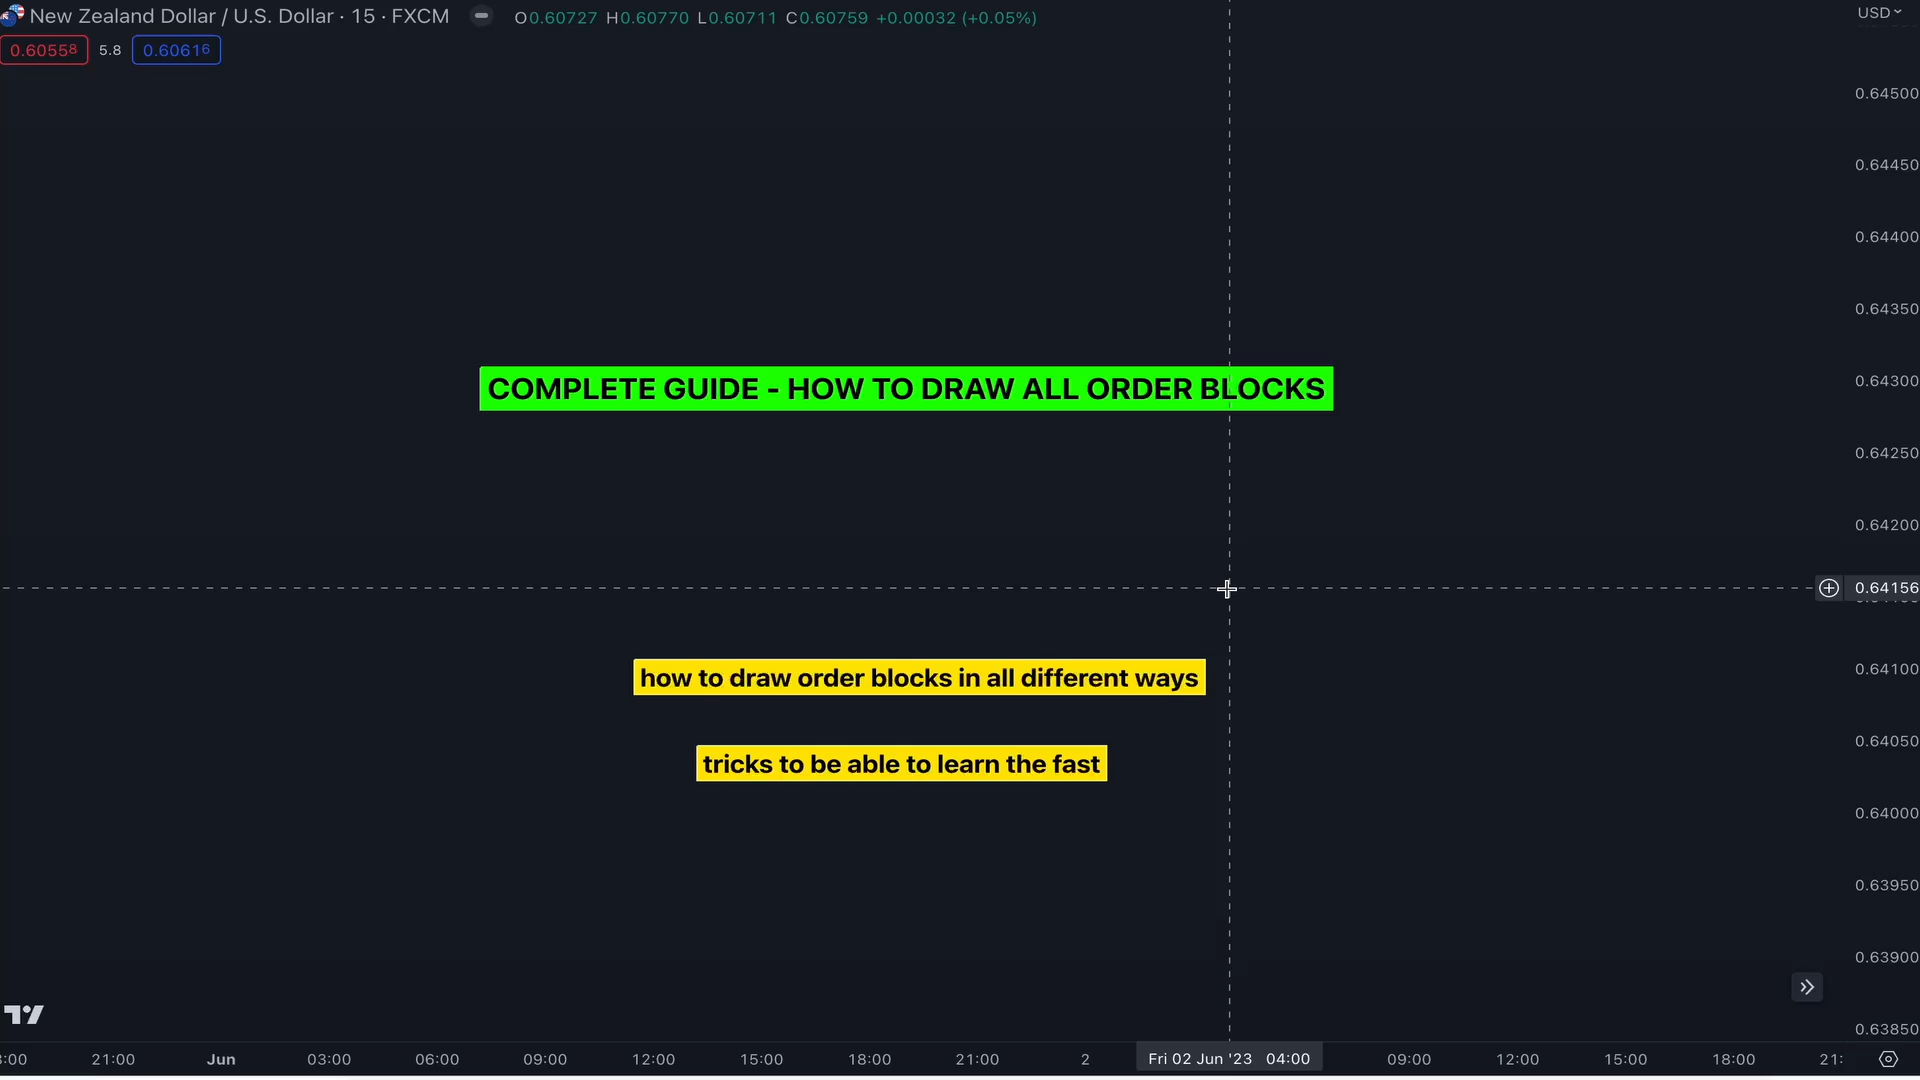 New Zealand Dollar / U.S. Dollar · 15 · FXCM O0.60727 H0.60770 L0.60711 C0.60759 +0.00032 (+0.05%) USD
0.60558 5.8 0.60616
0.64500
0.64450
0.64400
0.64350
COMPLETE GUIDE - HOW TO DRAW ALL ORDER BLOCKS
0.64300
0.64250
0.64200
0.64156
how to draw order blocks in all different ways
0.64100
0.64050
tricks to be able to learn the fast
0.64000
0.63950
0.63900
0.63850
:00 21:00 Jun 03:00 06:00 09:00 12:00 15:00 18:00 21:00 2 Fri 02 Jun '23 04:00 09:00 12:00 15:00 18:00 21: